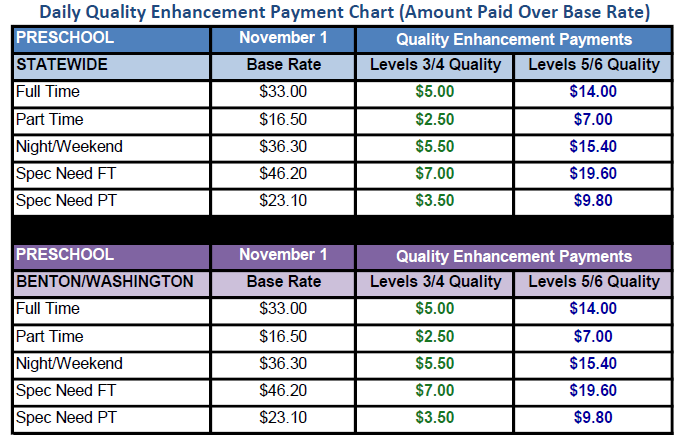 Daily Quality Enhancement Payment Chart (Amount Paid Over Base Rate)
PRESCHOOL November 1 Quality Enhancement Payments
STATEWIDE Base Rate Levels 3/4 Quality Levels 5/6 Quality
Full Time $33.00 $5.00 $14.00
Part Time $16.50 $2.50 $7.00
Night/Weekend $36.30 $5.50 $15.40
Spec Need FT $46.20 $7.00 $19.60
Spec Need PT $23.10 $3.50 $9.80
PRESCHOOL November 1 Quality Enhancement Payments
BENTON/WASHINGTON Base Rate Levels 3/4 Quality Levels 5/6 Quality
Full Time $33.00 $5.00 $14.00
Part Time $16.50 $2.50 $7.00
Night/Weekend $36.30 $5.50 $15.40
Spec Need FT $46.20 $7.00 $19.60
Spec Need PT $23.10 $3.50 $9.80